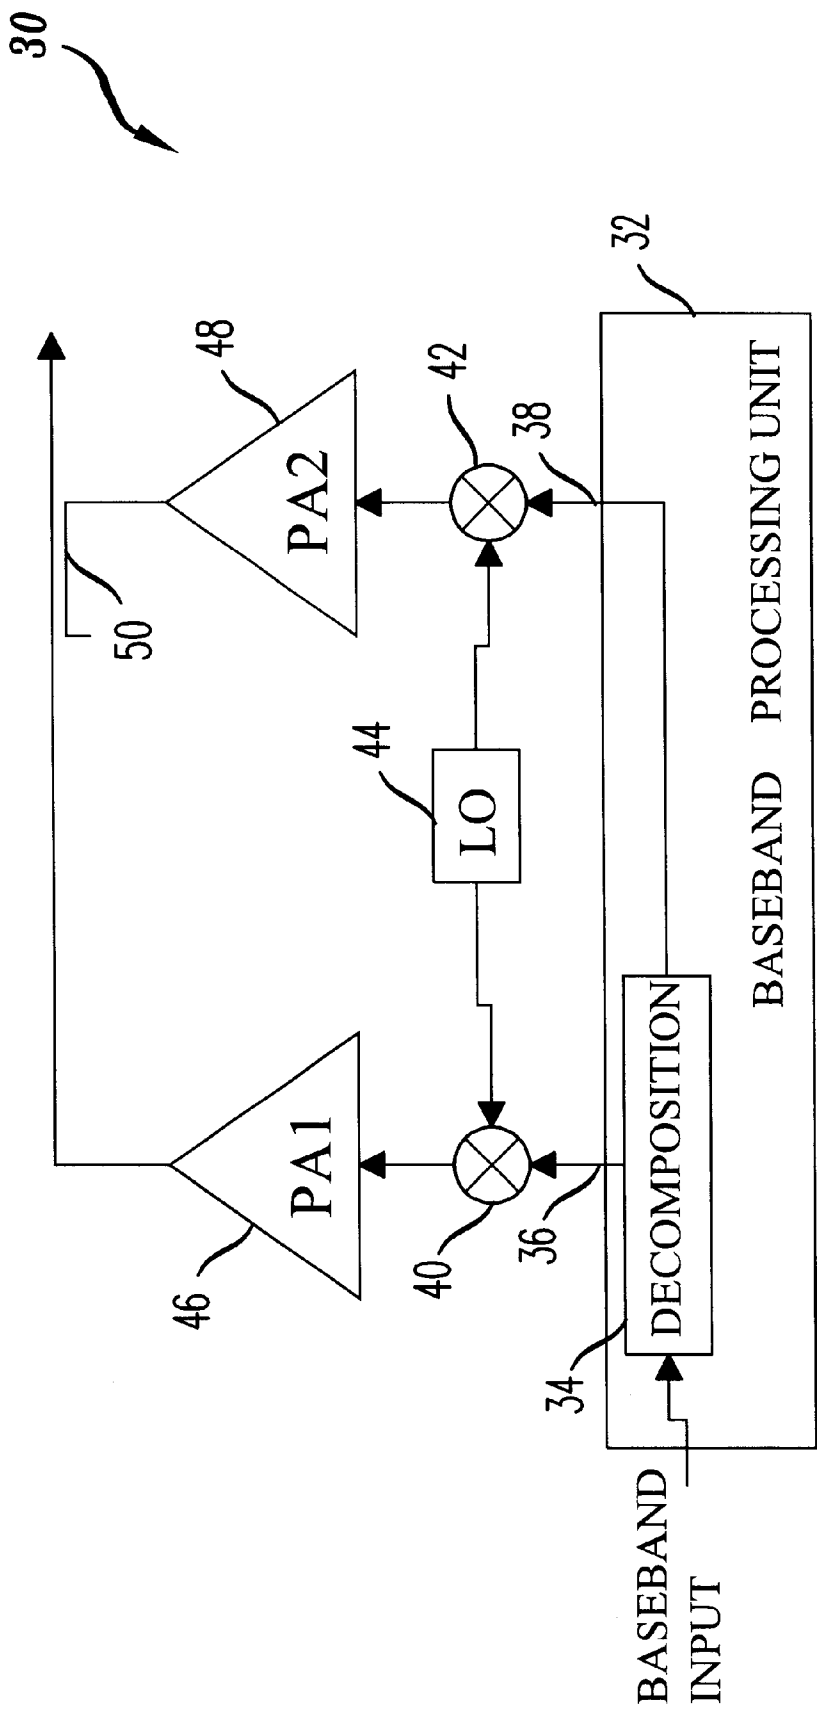 30
50
48
PA2
42
38
32
44
LO
46
PA1
40
36
34
DECOMPOSITION
BASEBAND PROCESSING UNIT
BASEBAND
INPUT